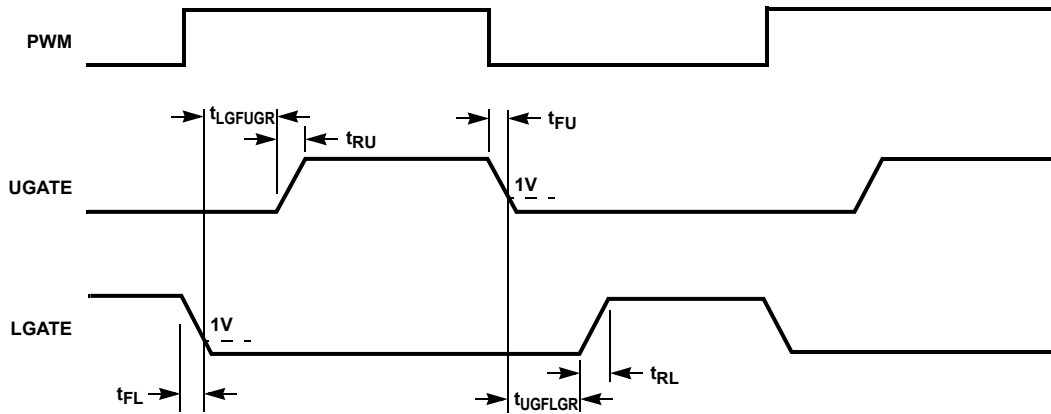 PWM
tLGFUGR
tRU
tFU
UGATE
1V
LGATE
1V
tFL
tRL
tUGFLGR